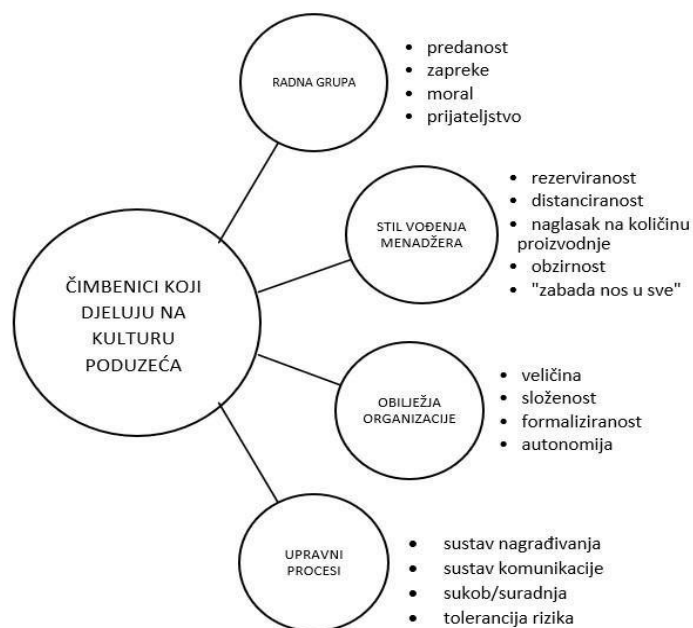 RADNA GRUPA
• predanost
• zapreke
• moral
• prijateljstvo
STIL VOĐENJA
MENADŽERA
• rezerviranost
• distanciranost
• naglasak na količinu
proizvodnje
• obzirnost
• "zabada nos u sve"
ČIMBENICI KOJI
DJELUJU NA
KULTURU
PODUZEĆA
OBILJEŽJA
ORGANIZACIJE
• veličina
• složenost
• formaliziranost
• autonomija
UPRAVNI
PROCESI
• sustav nagrađivanja
• sustav komunikacije
• sukob/suradnja
• tolerancija rizika